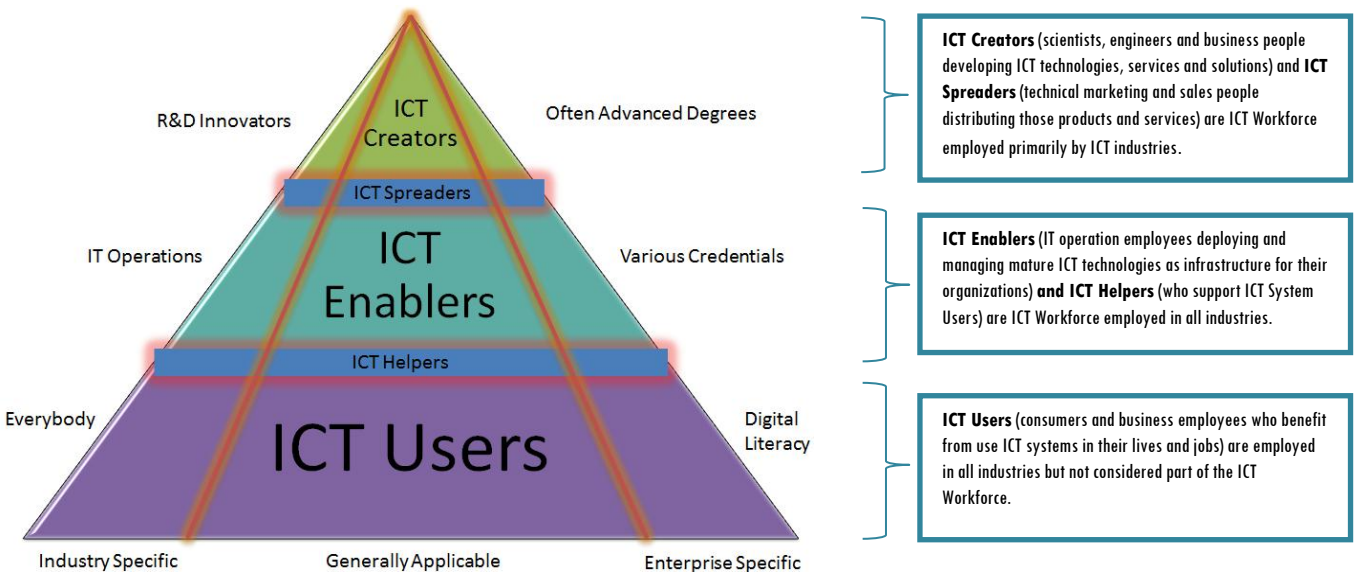 ICT
Creators
R&D Innovators
Often Advanced Degrees
ICT Spreaders
IT Operations
ICT
Enablers
Various Credentials
ICT Helpers
Everybody
ICT Users
Digital
Literacy
Industry Specific
Generally Applicable
Enterprise Specific
ICT Creators (scientists, engineers and business people
developing ICT technologies, services and solutions) and ICT
Spreaders (technical marketing and sales people
distributing those products and services) are ICT Workforce
employed primarily by ICT industries.
ICT Enablers (IT operation employees deploying and
managing mature ICT technologies as infrastructure for their
organizations) and ICT Helpers (who support ICT System
Users) are ICT Workforce employed in all industries.
ICT Users (consumers and business employees who benefit
from use ICT systems in their lives and jobs) are employed
in all industries but not considered part of the ICT
Workforce.